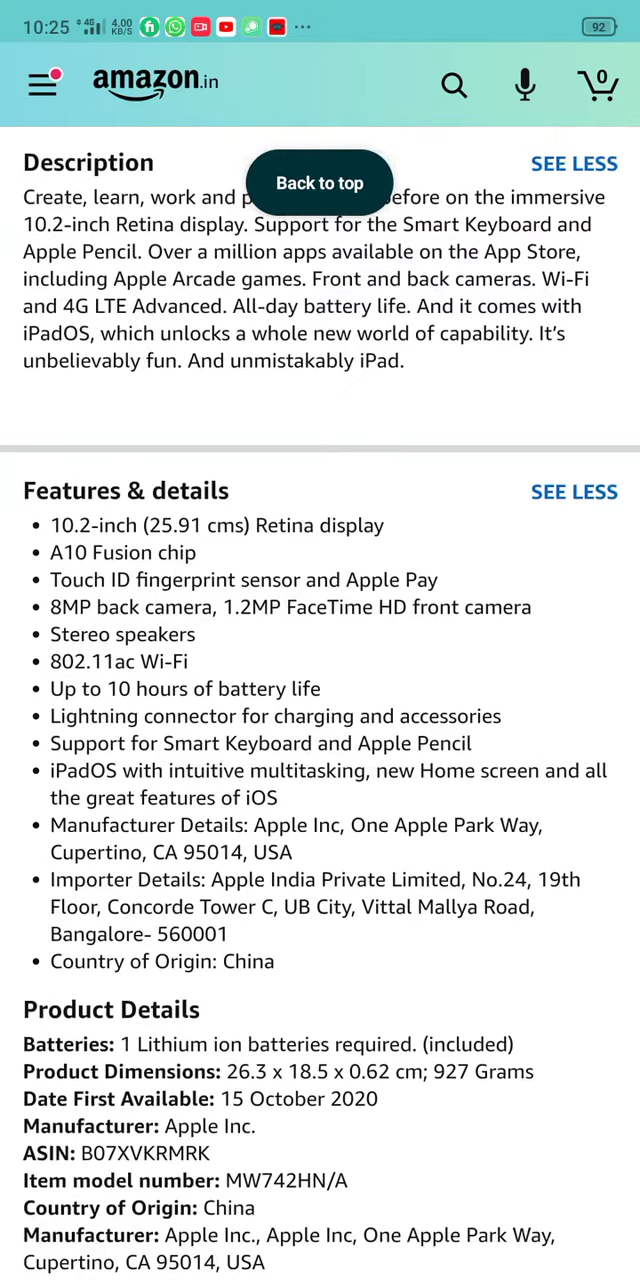 10:25 4G 4.00 KB/S 92
amazon.in 0
Description SEE LESS
Back to top
Create, learn, work and p efore on the immersive
10.2-inch Retina display. Support for the Smart Keyboard and
Apple Pencil. Over a million apps available on the App Store,
including Apple Arcade games. Front and back cameras. Wi-Fi
and 4G LTE Advanced. All-day battery life. And it comes with
iPadOS, which unlocks a whole new world of capability. It’s
unbelievably fun. And unmistakably iPad.
Features & details SEE LESS
• 10.2-inch (25.91 cms) Retina display
• A10 Fusion chip
• Touch ID fingerprint sensor and Apple Pay
• 8MP back camera, 1.2MP FaceTime HD front camera
• Stereo speakers
• 802.11ac Wi-Fi
• Up to 10 hours of battery life
• Lightning connector for charging and accessories
• Support for Smart Keyboard and Apple Pencil
• iPadOS with intuitive multitasking, new Home screen and all
the great features of iOS
• Manufacturer Details: Apple Inc, One Apple Park Way,
Cupertino, CA 95014, USA
• Importer Details: Apple India Private Limited, No.24, 19th
Floor, Concorde Tower C, UB City, Vittal Mallya Road,
Bangalore- 560001
• Country of Origin: China
Product Details
Batteries: 1 Lithium ion batteries required. (included)
Product Dimensions: 26.3 x 18.5 x 0.62 cm; 927 Grams
Date First Available: 15 October 2020
Manufacturer: Apple Inc.
ASIN: B07XVKRMRK
Item model number: MW742HN/A
Country of Origin: China
Manufacturer: Apple Inc., Apple Inc, One Apple Park Way,
Cupertino, CA 95014, USA